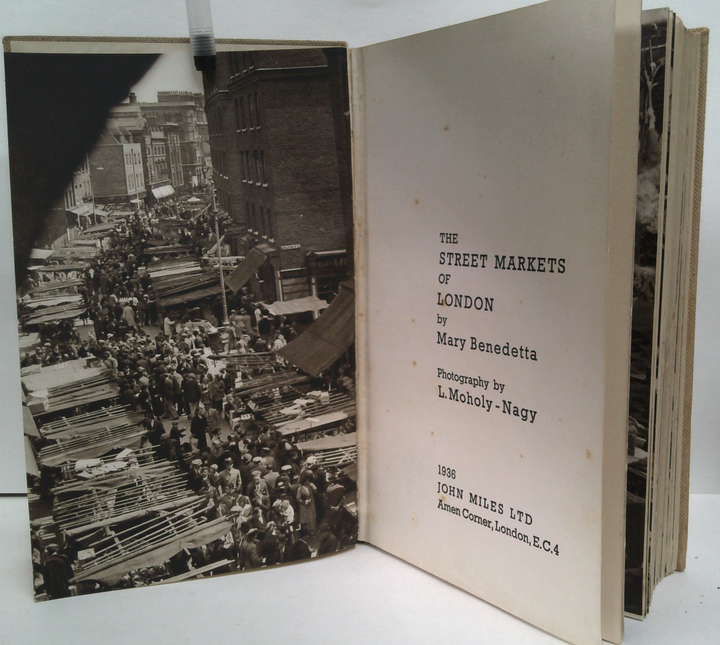 THE
STREET MARKETS
OF
LONDON
by
Mary Benedetta
Photography by
L. Moholy-Nagy
1936
JOHN MILES LTD
Amen Corner, London, E.C.4